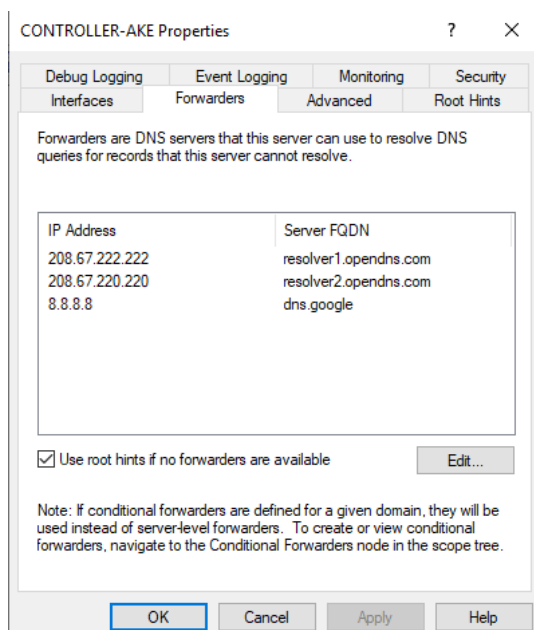 CONTROLLER-AKE Properties
?
Debug Logging
Event Logging
Monitoring
Security
Interfaces
Forwarders
Advanced
Root Hints
Forwarders are DNS servers that this server can use to resolve DNS
queries for records that this server cannot resolve.
IP Address Server FQDN
208.67.222.222 resolver1.opendns.com
208.67.220.220 resolver2.opendns.com
8.8.8.8 dns.google
Use root hints if no forwarders are available
Edit...
Note: If conditional forwarders are defined for a given domain, they will be
used instead of server-level forwarders. To create or view conditional
forwarders, navigate to the Conditional Forwarders node in the scope tree.
OK
Cancel
Apply
Help